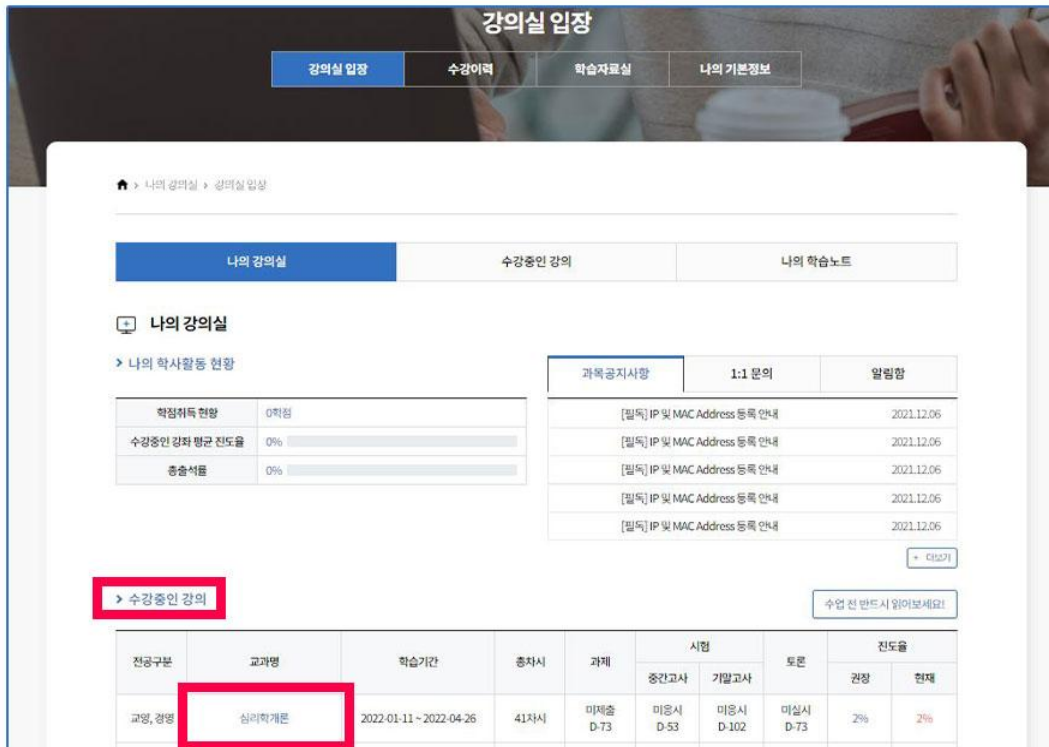 강의실 입장
강의실 입장 수강이력 학습자료실 나의 기본정보
나의 강의실 강의실 입장
나의 강의실 수강중인 강의 나의 학습노트
나의 강의실
나의 학사활동 현황
학점취득 현황 0학점
수강중인 강좌 평균 진도율 0%
총출석률 0%
과목공지사항 1:1 문의 알림함
[필독] IP 및 MAC Address 등록 안내 2021.12.06
[필독] IP 및 MAC Address 등록 안내 2021.12.06
[필독] IP 및 MAC Address 등록 안내 2021.12.06
[필독] IP 및 MAC Address 등록 안내 2021.12.06
[필독] IP 및 MAC Address 등록 안내 2021.12.06
+ 더보기
수강중인 강의
수업 전 반드시 읽어보세요!
전공구분 교과명 학습기간 총차시 과제 시험 토론 진도율
중간고사 기말고사 권장 현재
교양, 경영 심리학개론 2022-01-11 ~ 2022-04-26 41차시 미제출 미응시 미응시 미실시 2% 2%
D-73 D-53 D-102 D-73